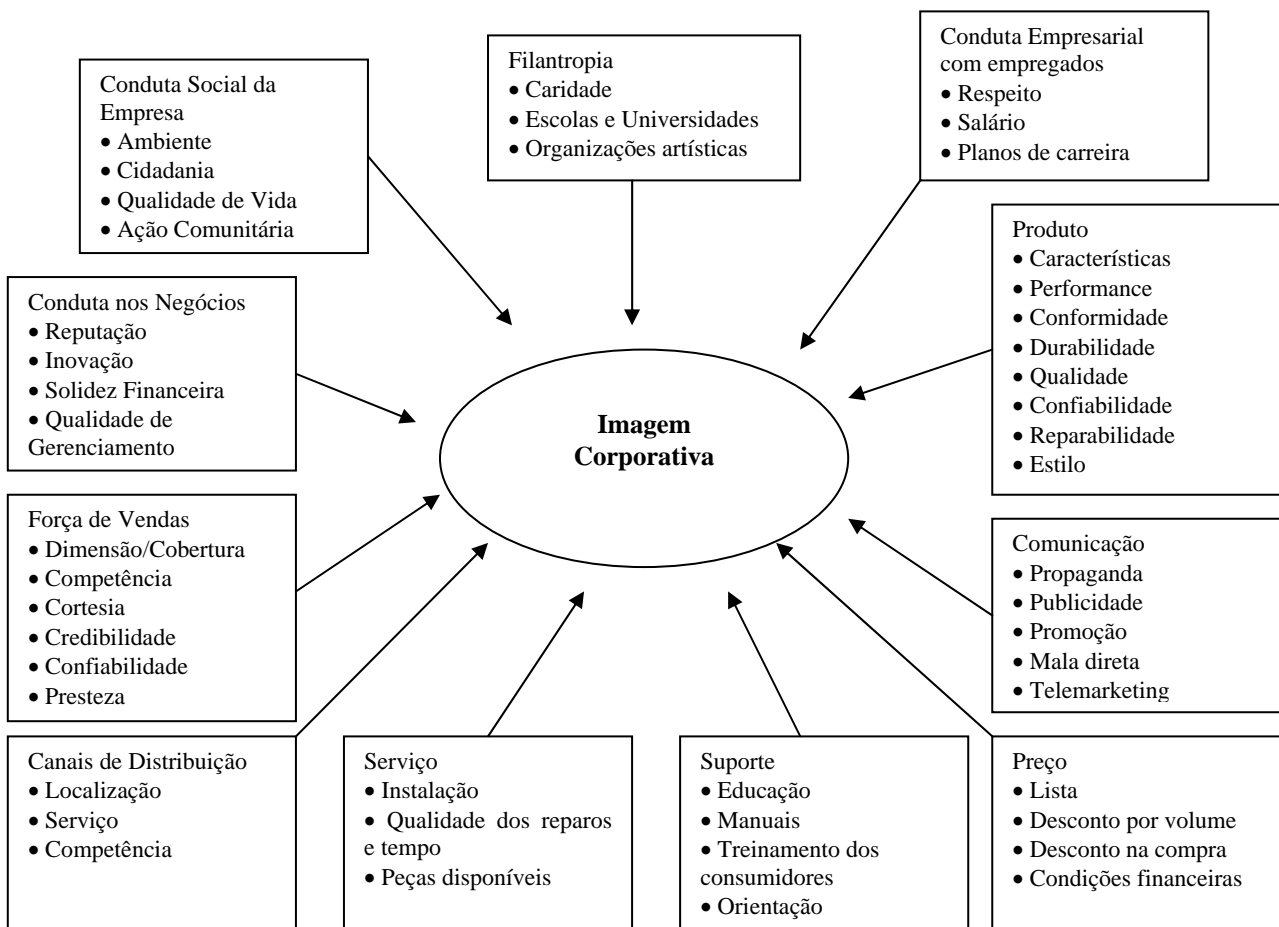 Conduta Social da
Empresa
• Ambiente
• Cidadania
• Qualidade de Vida
• Ação Comunitária
Filantropia
• Caridade
• Escolas e Universidades
• Organizações artísticas
Conduta Empresarial
com empregados
• Respeito
• Salário
• Planos de carreira
Conduta nos Negócios
• Reputação
• Inovação
• Solidez Financeira
• Qualidade de
Gerenciamento
Imagem
Corporativa
Produto
• Características
• Performance
• Conformidade
• Durabilidade
• Qualidade
• Confiabilidade
• Reparabilidade
• Estilo
Força de Vendas
• Dimensão/Cobertura
• Competência
• Cortesia
• Credibilidade
• Confiabilidade
• Presteza
Comunicação
• Propaganda
• Publicidade
• Promoção
• Mala direta
• Telemarketing
Canais de Distribuição
• Localização
• Serviço
• Competência
Serviço
• Instalação
• Qualidade dos reparos
e tempo
• Peças disponíveis
Suporte
• Educação
• Manuais
• Treinamento dos
consumidores
• Orientação
Preço
• Lista
• Desconto por volume
• Desconto na compra
• Condições financeiras